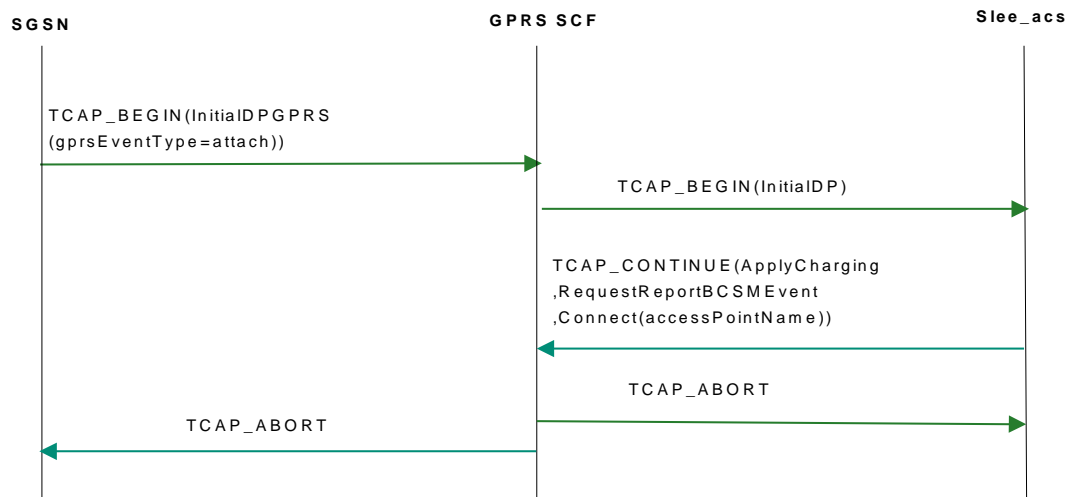 SGSN
GPRS SCF
Slee_acs
TCAP_BEGIN(InitialDPGPRS
(gprsEventType=attach))
TCAP_BEGIN(InitialDP)
TCAP_CONTINUE(ApplyCharging
,RequestReportBCSMEvent
,Connect(accessPointName))
TCAP_ABORT
TCAP_ABORT